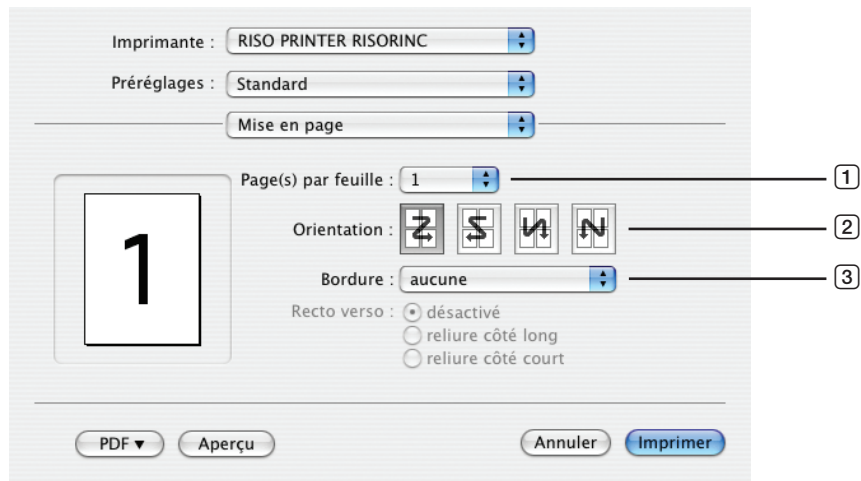 Imprimante : RISO PRINTER RISORINC
Préréglages : Standard
Mise en page
Page(s) par feuille : 1
1
Orientation :
2
1
Bordure : aucune
3
Recto verso : désactivé
reliure côté long
reliure côté court
PDF ▼ Aperçu Annuler Imprimer